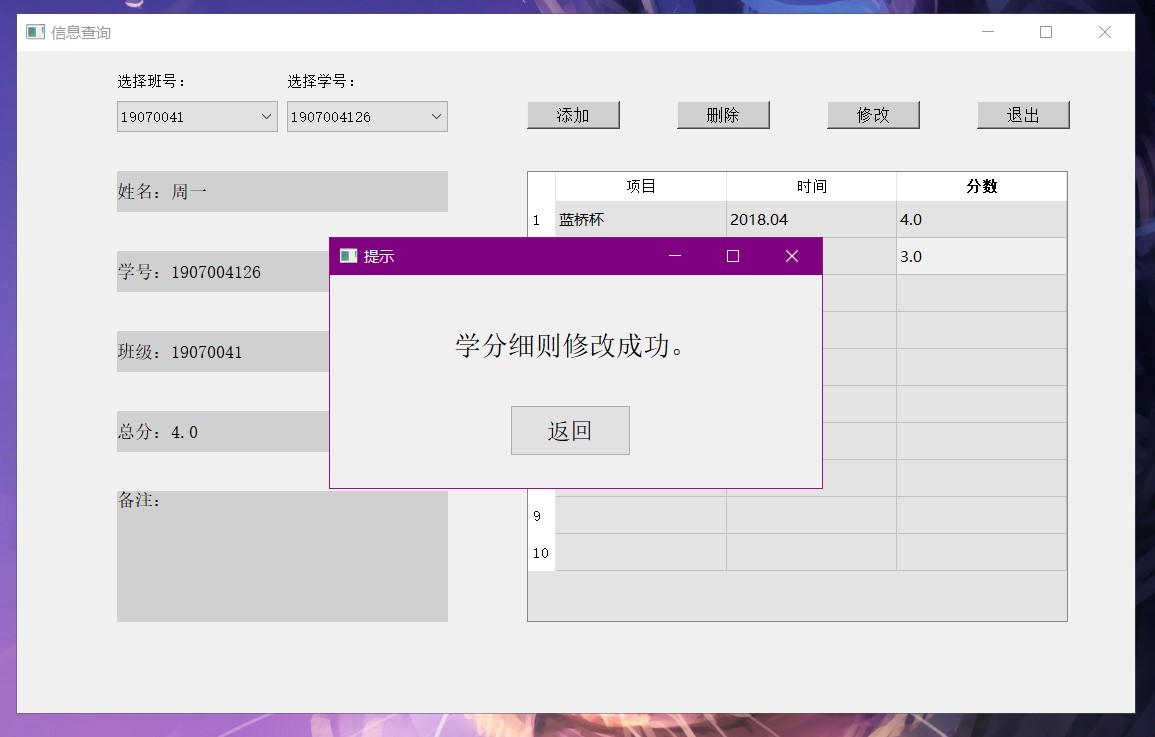 信息查询
选择班号：
选择学号：
19070041
1907004126
添加
删除
修改
退出
姓名：周一
学号：1907004126
班级：19070041
总分：4.0
备注：
项目 时间 分数
1 蓝桥杯 2018.04 4.0
3.0
9
10
提示
学分细则修改成功。
返回